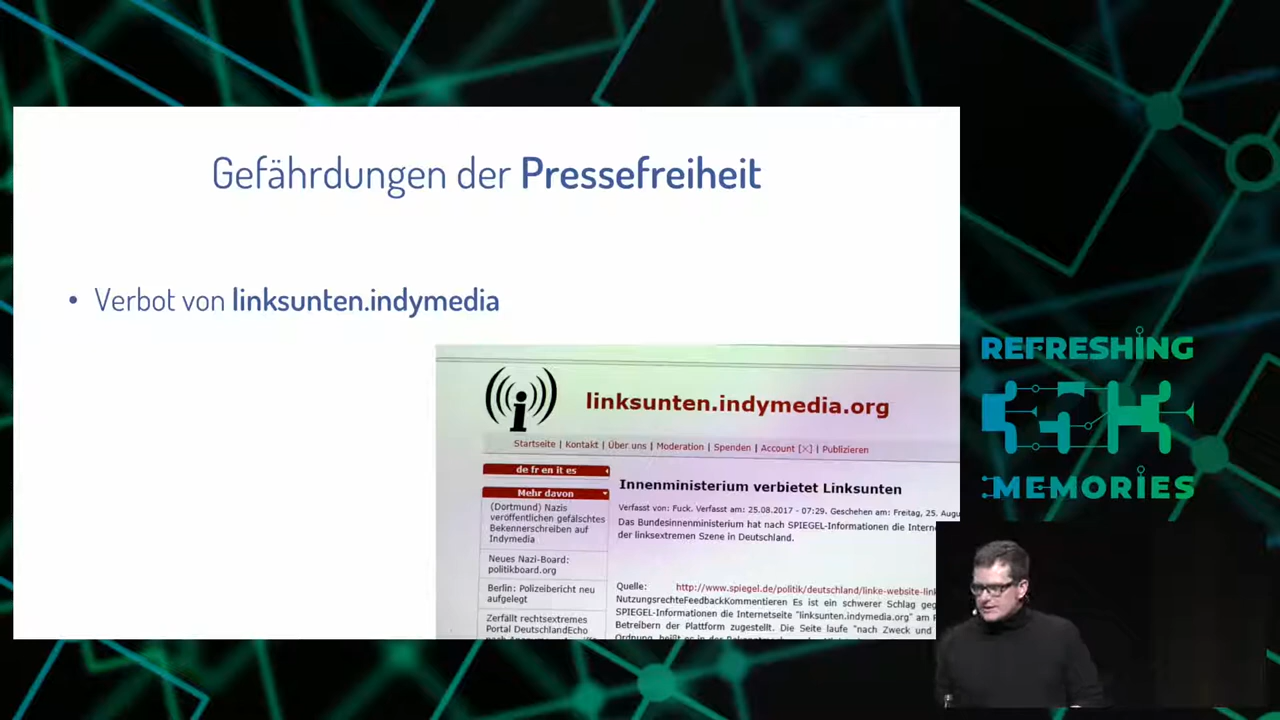 Gefährdungen der Pressefreiheit
• Verbot von linksunten.indymedia
linksunten.indymedia.org
Startseite | Kontakt | Über uns | Moderation | Spenden | Account [X] | Publizieren
de fr en it es
Mehr davon
(Dortmund) Nazis
veröffentlichen gefälschtes
Bekennerschreiben auf
Indymedia
Neues Nazi-Board:
politikboard.org
Berlin: Polizeibericht neu
aufgelegt
Zerfällt rechtsextremes
Portal DeutschlandEcho
Innenministerium verbietet Linksunten
Verfasst von: Fuck. Verfasst am: 25.08.2017 - 07:29. Geschehen am: Freitag, 25. Augu
Das Bundesinnenministerium hat nach SPIEGEL-Informationen die Intern
der linksextremen Szene in Deutschland.
Quelle: http://www.spiegel.de/politik/deutschland/linke-website-link
NutzungsrechteFeedbackKommentieren Es ist ein schwerer Schlag geg
SPIEGEL-Informationen die Internetseite "linksunten.indymedia.org" am F
Betreibern der Plattform zugestellt. Die Seite laufe "nach Zweck und
REFRESHING
MEMORIES